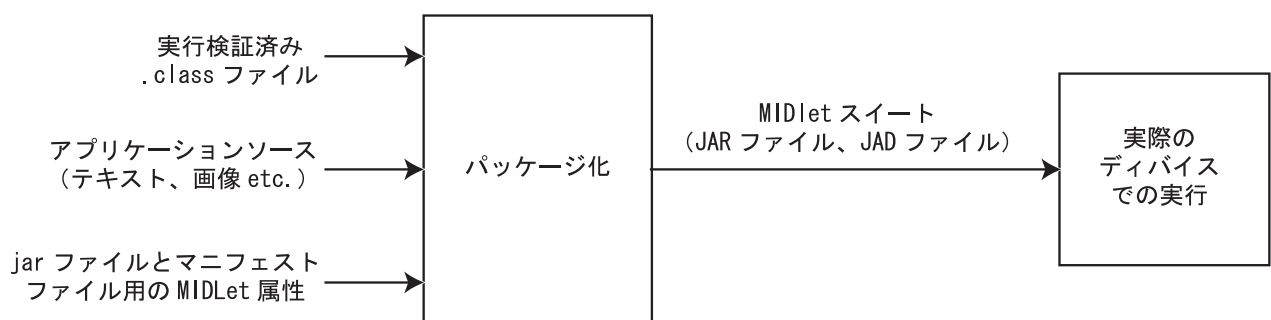 実行検証済み
.class ファイル
アプリケーションソース
(テキスト、画像 etc.)
jar ファイルとマニフェスト
ファイル用の MIDLet 属性
パッケージ化
MIDlet スイート
(JAR ファイル、JAD ファイル)
実際の
ディバイス
での実行